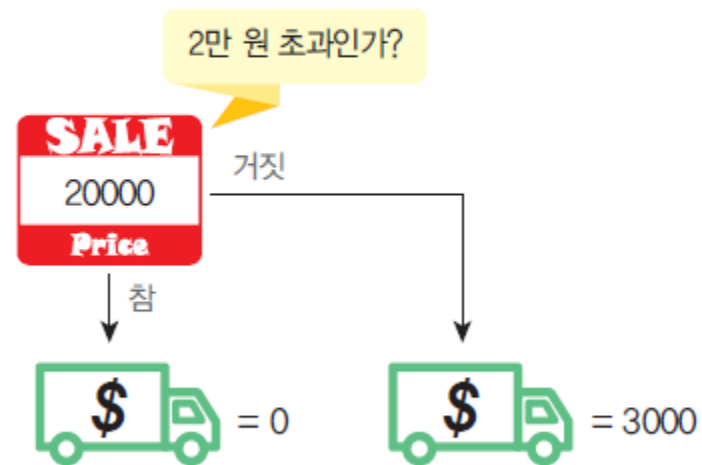 2만 원 초과인가?
SALE
20000
Price
거짓
참
$ = 0
$ = 3000